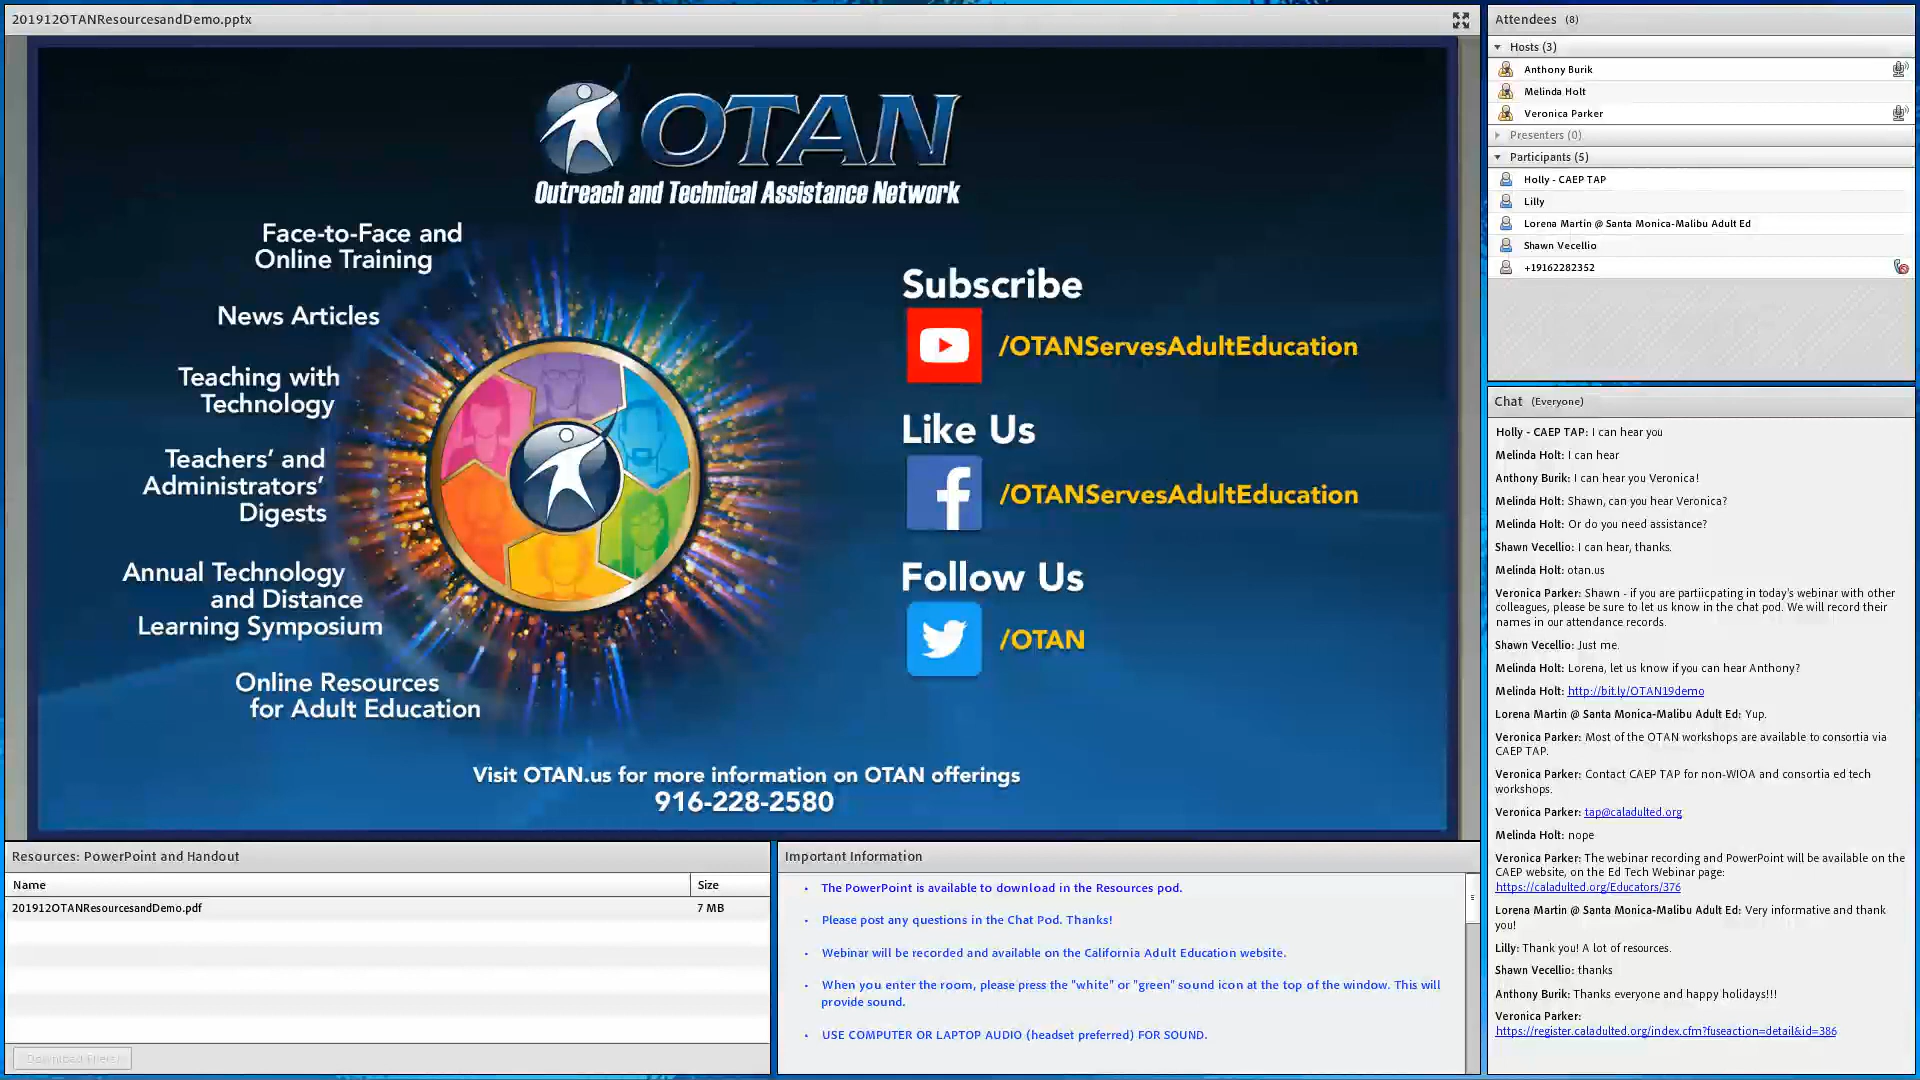 201912OTANResourcesandDemo.pptx
OTAN
Outreach and Technical Assistance Network
Face-to-Face and
Online Training
News Articles
Teaching with
Technology
Teachers' and
Administrators'
Digests
Annual Technology
and Distance
Learning Symposium
Online Resources
for Adult Education
Subscribe
/OTANServesAdultEducation
Like Us
/OTANServesAdultEducation
Follow Us
/OTAN
Visit OTAN.us for more information on OTAN offerings
916-228-2580
Resources: PowerPoint and Handout
Name Size
201912OTANResourcesandDemo.pdf 7 MB
Download File(s)
Important Information
• The PowerPoint is available to download in the Resources pod.
• Please post any questions in the Chat Pod. Thanks!
• Webinar will be recorded and available on the California Adult Education website.
• When you enter the room, please press the "white" or "green" sound icon at the top of the window. This will
provide sound.
• USE COMPUTER OR LAPTOP AUDIO (headset preferred) FOR SOUND.
Attendees (8)
Hosts (3)
Anthony Burik
Melinda Holt
Veronica Parker
Presenters (0)
Participants (5)
Holly - CAEP TAP
Lilly
Lorena Martin @ Santa Monica-Malibu Adult Ed
Shawn Vecellio
+19162282352
Chat (Everyone)
Holly - CAEP TAP: I can hear you
Melinda Holt: I can hear
Anthony Burik: I can hear you Veronica!
Melinda Holt: Shawn, can you hear Veronica?
Melinda Holt: Or do you need assistance?
Shawn Vecellio: I can hear, thanks.
Melinda Holt: otan.us
Veronica Parker: Shawn - if you are partiicpating in today's webinar with other
colleagues, please be sure to let us know in the chat pod. We will record their
names in our attendance records.
Shawn Vecellio: Just me.
Melinda Holt: Lorena, let us know if you can hear Anthony?
Melinda Holt: http://bit.ly/OTAN19demo
Lorena Martin @ Santa Monica-Malibu Adult Ed: Yup.
Veronica Parker: Most of the OTAN workshops are available to consortia via
CAEP TAP.
Veronica Parker: Contact CAEP TAP for non-WIOA and consortia ed tech
workshops.
Veronica Parker: tap@caladulted.org
Melinda Holt: nope
Veronica Parker: The webinar recording and PowerPoint will be available on the
CAEP website, on the Ed Tech Webinar page:
https://caladulted.org/Educators/376
Lorena Martin @ Santa Monica-Malibu Adult Ed: Very informative and thank
you!
Lilly: Thank you! A lot of resources.
Shawn Vecellio: thanks
Anthony Burik: Thanks everyone and happy holidays!!!
Veronica Parker:
https://register.caladulted.org/index.cfm?fuseaction=detail&id=386